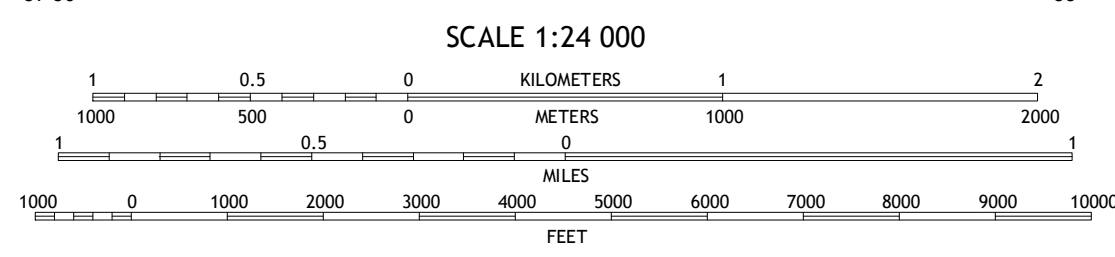 SCALE 1:24 000
1 0.5 0 KILOMETERS 1 2
1000 500 0 METERS 1000 2000
1 0.5 0 1
MILES
1000 0 1000 2000 3000 4000 5000 6000 7000 8000 9000 10000
FEET